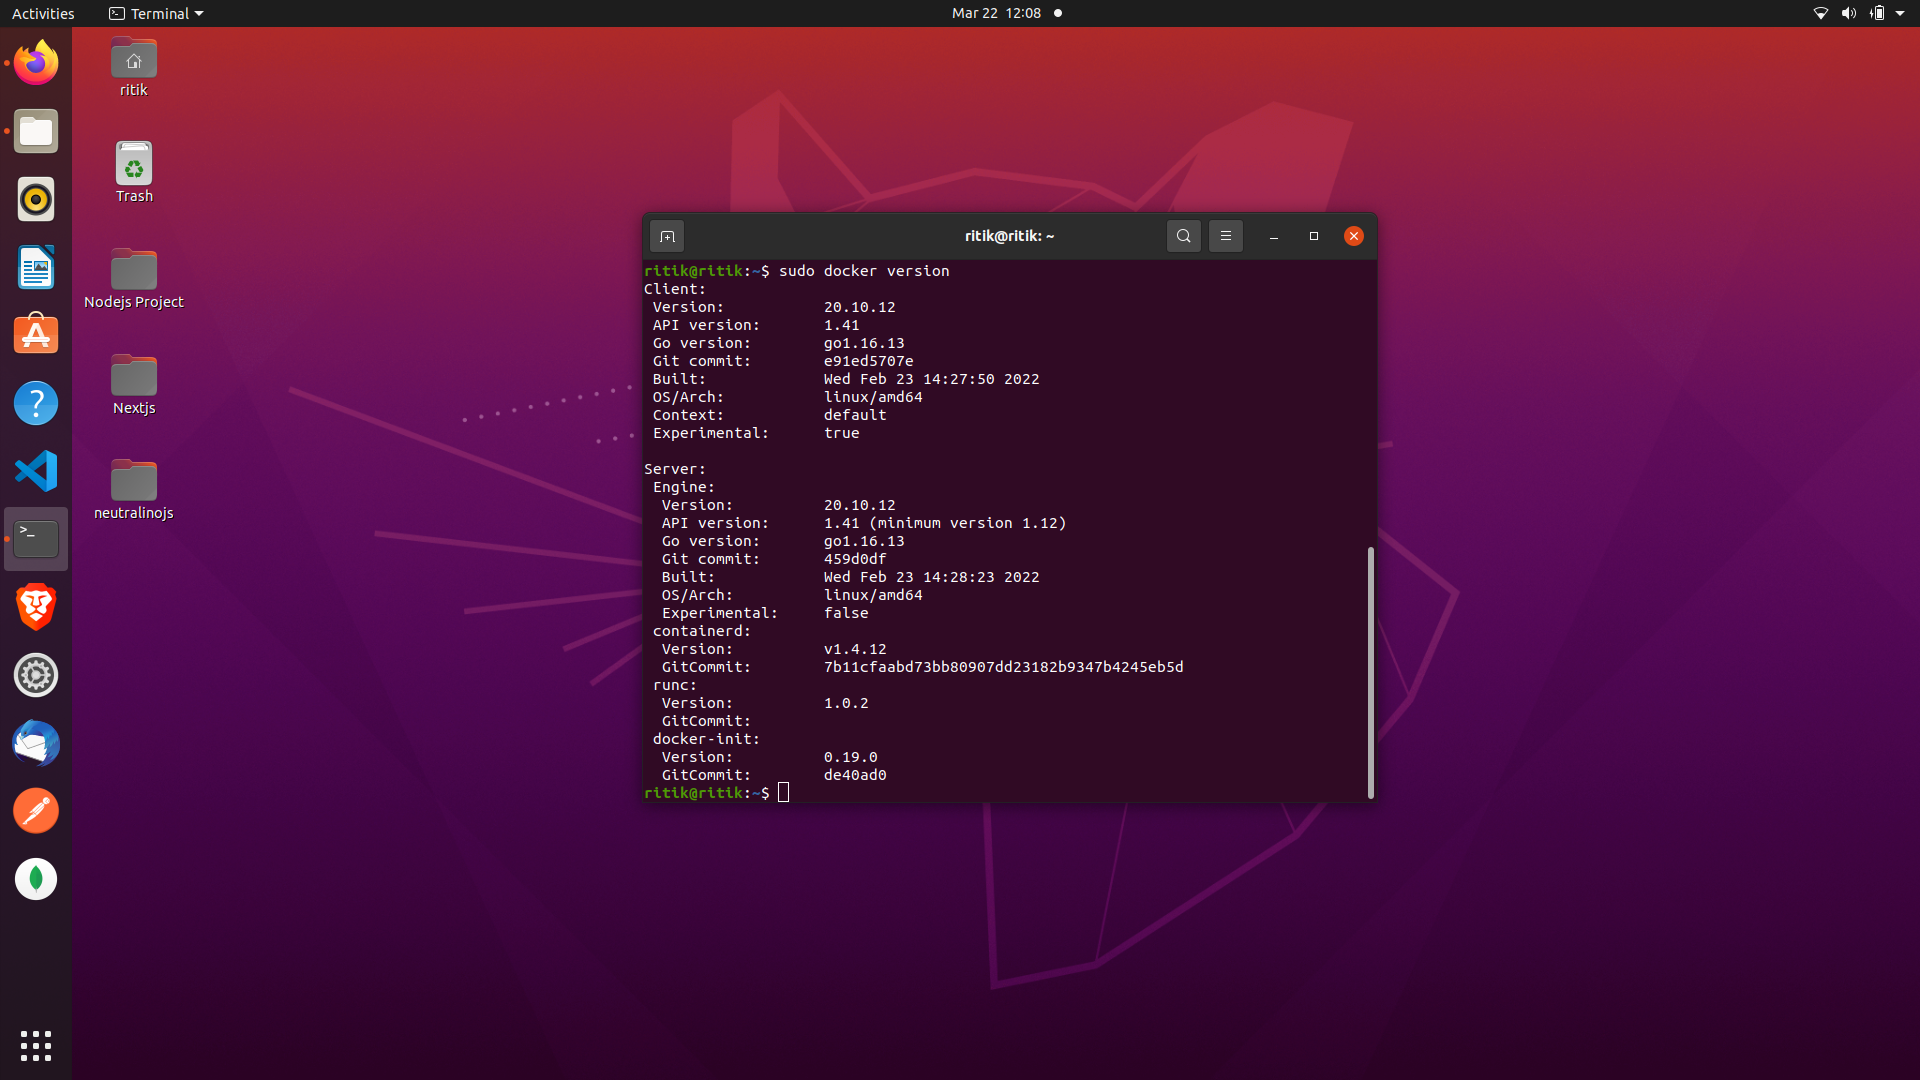 Activities
Terminal
Mar 22 12:08
ritik
Trash
Nodejs Project
Nextjs
neutralinojs
ritik@ritik: ~
ritik@ritik:~$ sudo docker version
Client:
Version: 20.10.12
API version: 1.41
Go version: go1.16.13
Git commit: e91ed5707e
Built: Wed Feb 23 14:27:50 2022
OS/Arch: linux/amd64
Context: default
Experimental: true
Server:
Engine:
Version: 20.10.12
API version: 1.41 (minimum version 1.12)
Go version: go1.16.13
Git commit: 459d0df
Built: Wed Feb 23 14:28:23 2022
OS/Arch: linux/amd64
Experimental: false
containerd:
Version: v1.4.12
GitCommit: 7b11cfaabd73bb80907dd23182b9347b4245eb5d
runc:
Version: 1.0.2
GitCommit:
docker-init:
Version: 0.19.0
GitCommit: de40ad0
ritik@ritik:~$